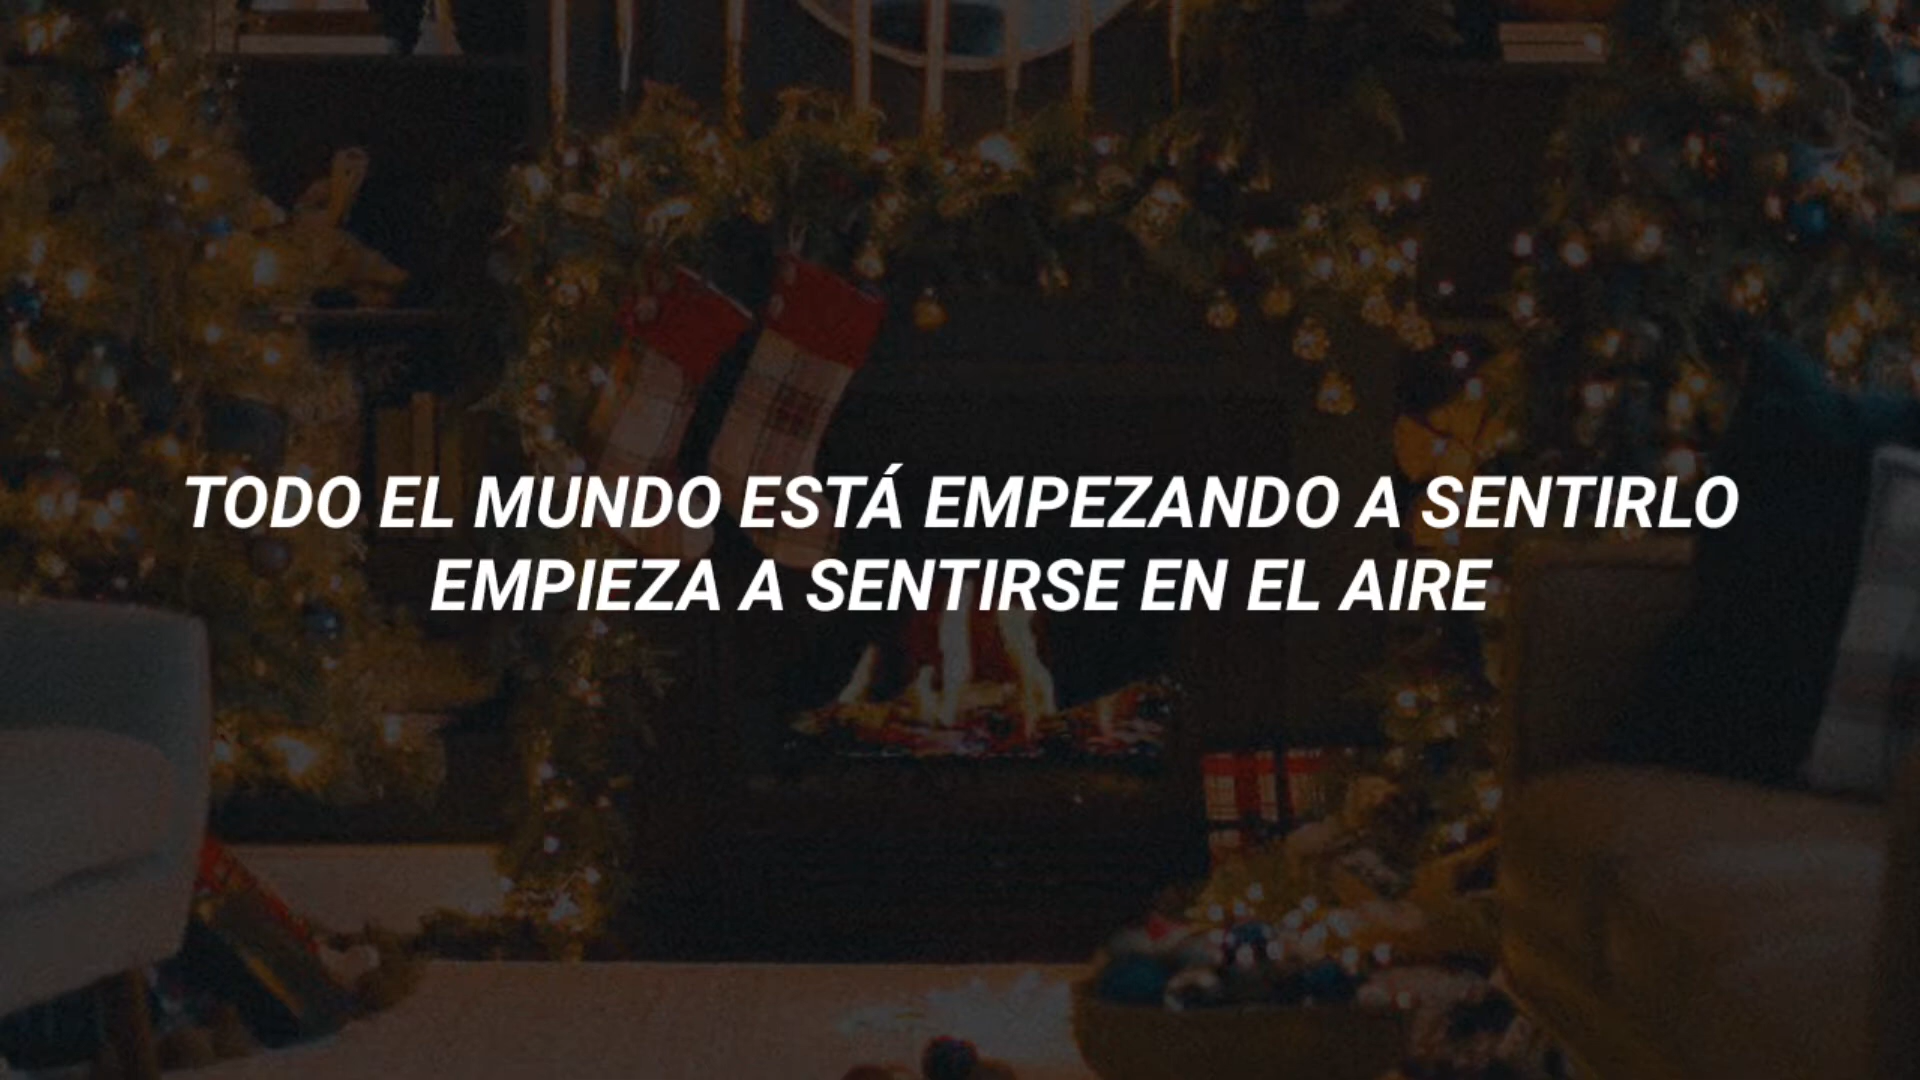 TODO EL MUNDO ESTÁ EMPEZANDO A SENTIRLO
EMPIEZA A SENTIRSE EN EL AIRE